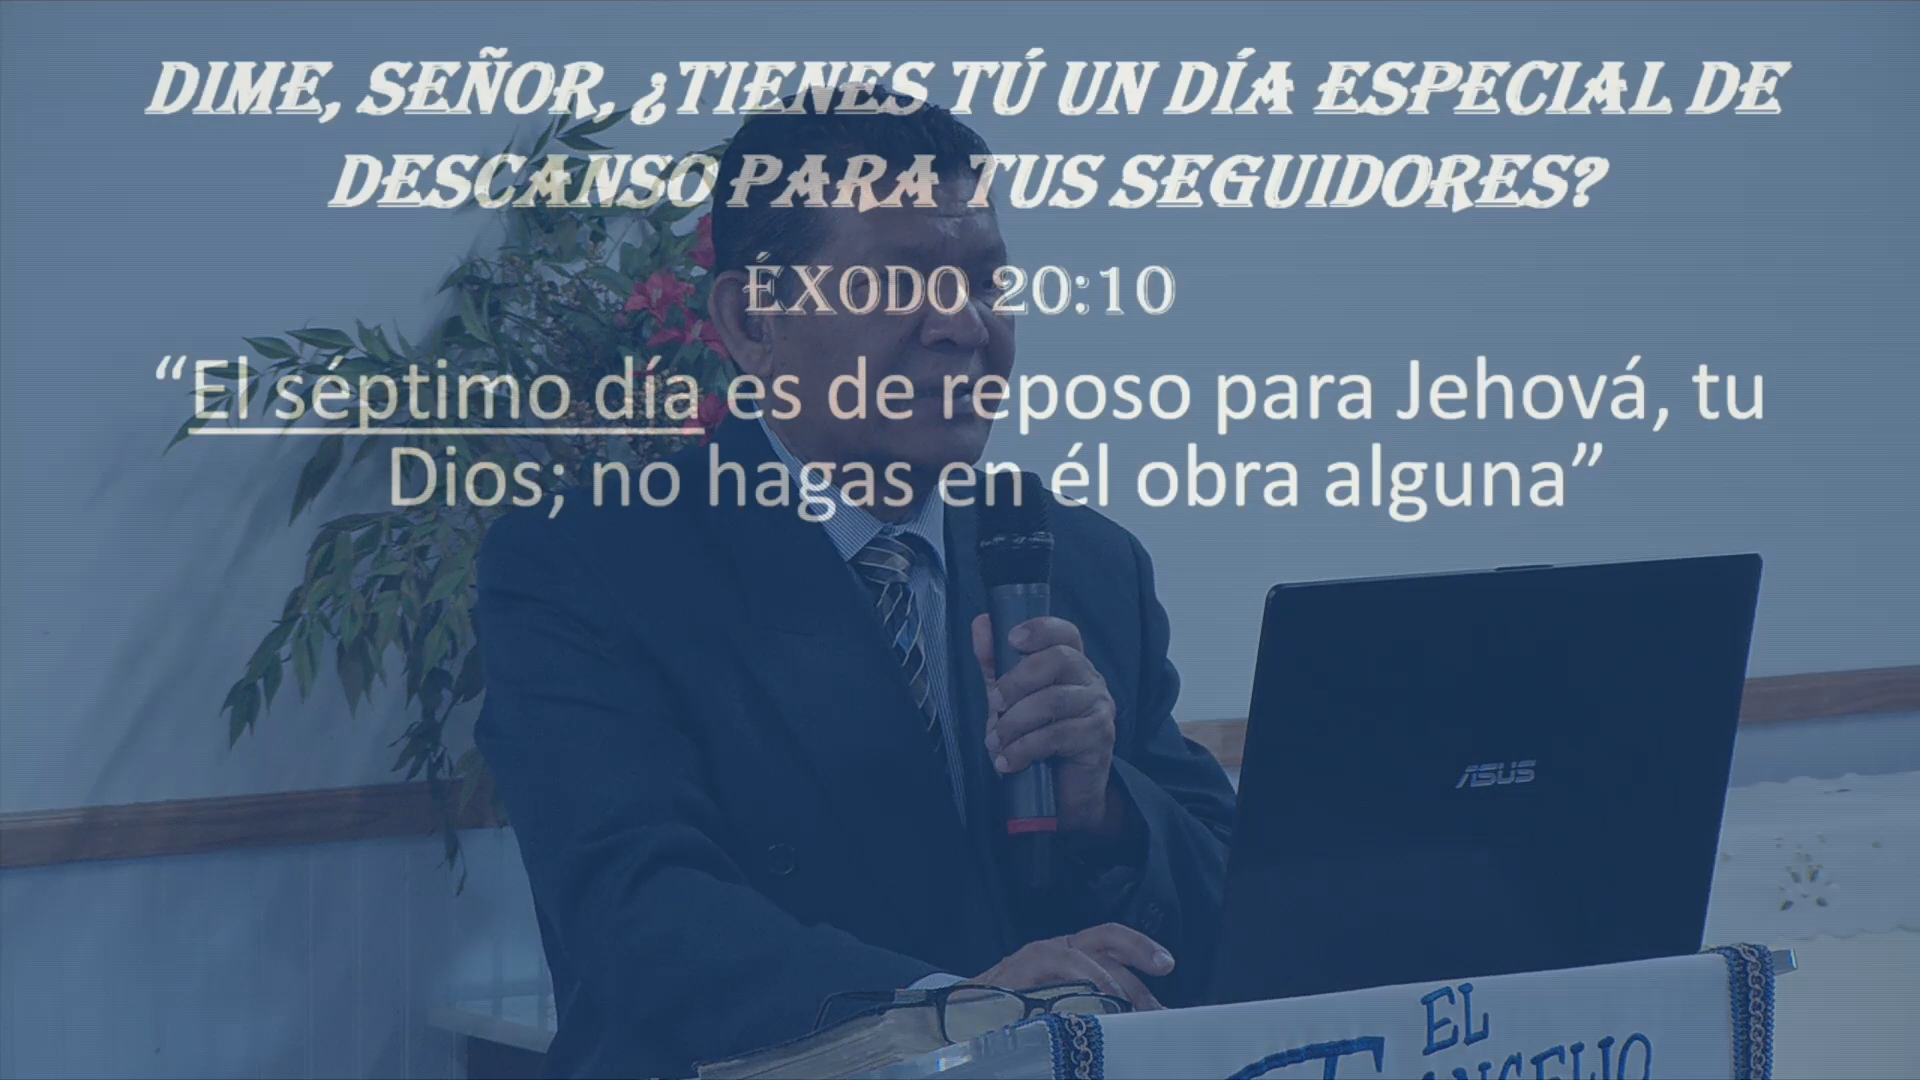 DIME, SEÑOR, ¿TIENES TÚ UN DÍA ESPECIAL DE
DESCANSO PARA TUS SEGUIDORES?
ÉXODO 20:10
“El séptimo día es de reposo para Jehová, tu
Dios; no hagas en él obra alguna”
ASUS
EL